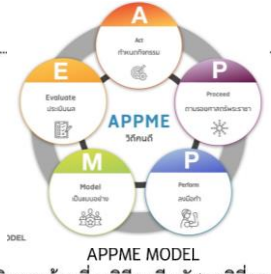 A
Act
กำหนดกิจกรรม
E
Evaluate
ประเมินผล
P
Proceed
ตามรอยศาสตร์พระราชา
APPME
วิถีคนดี
M
Model
เป็นแบบอย่าง
P
Perform
ลงมือทำ
ODEL
APPME MODEL